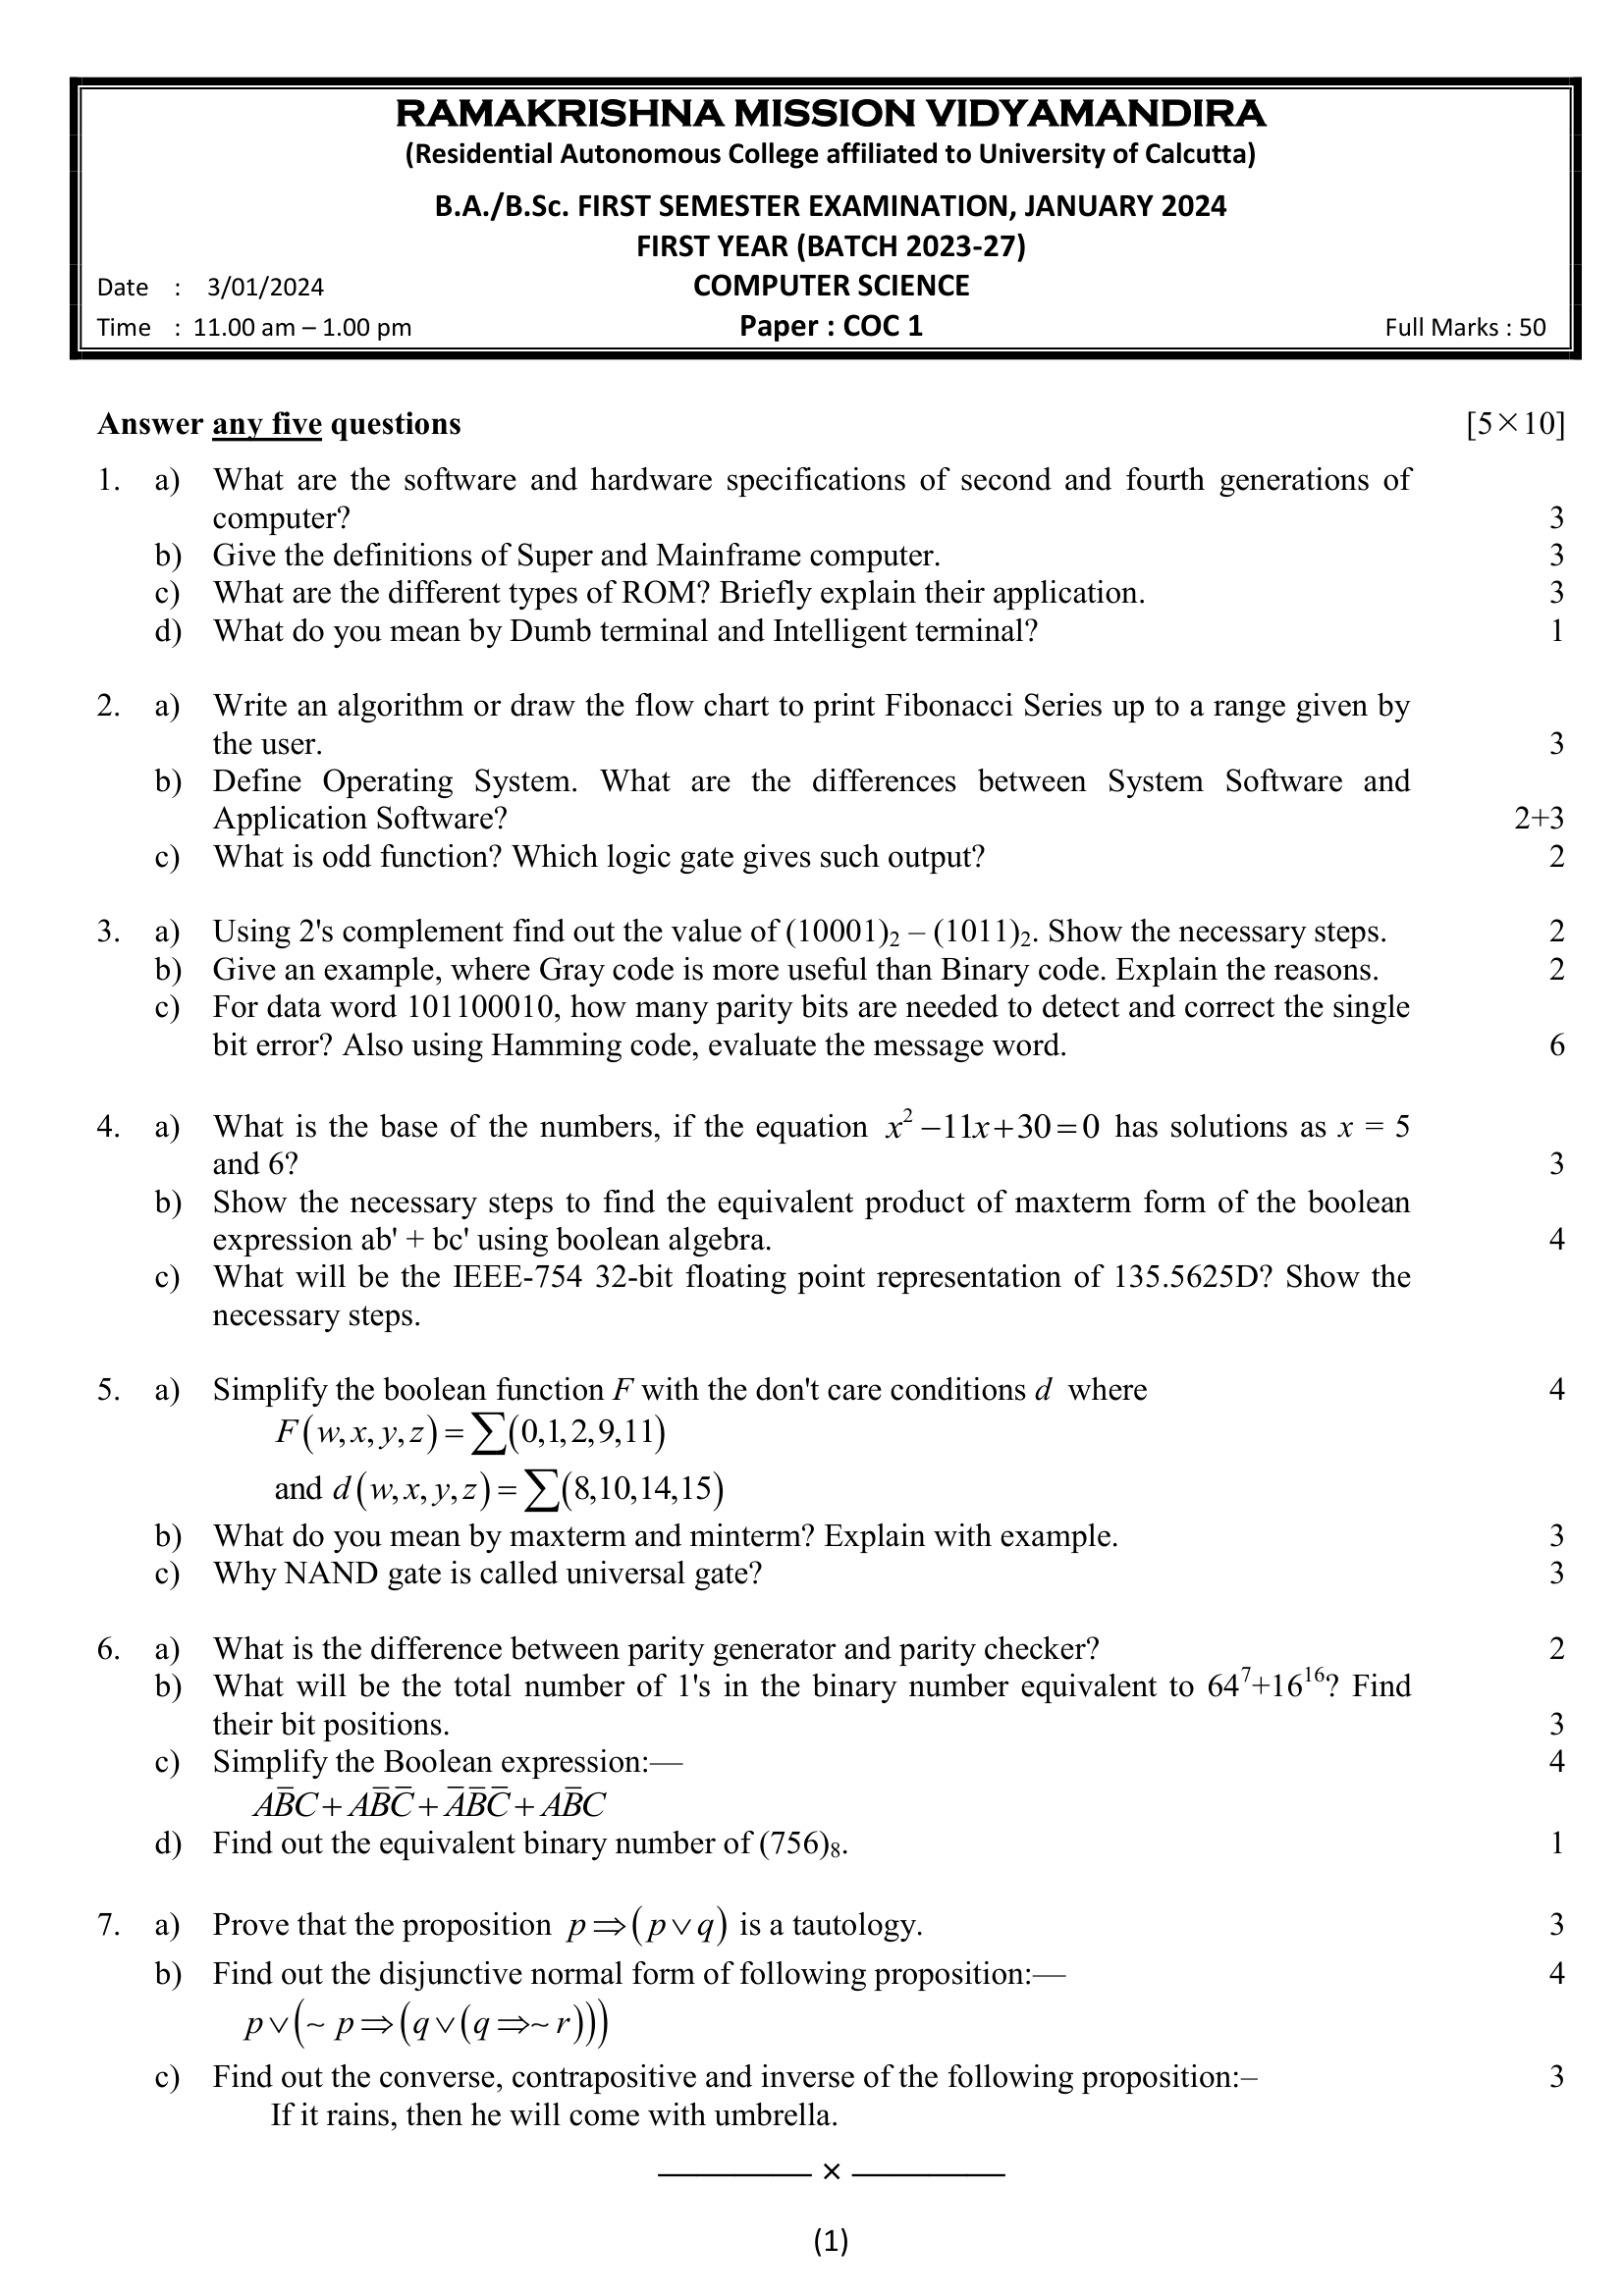 RAMAKRISHNA MISSION VIDYAMANDIRA
(Residential Autonomous College affiliated to University of Calcutta)
B.A./B.Sc. FIRST SEMESTER EXAMINATION, JANUARY 2024
FIRST YEAR (BATCH 2023-27)
Date : 3/01/2024 COMPUTER SCIENCE
Time : 11.00 am – 1.00 pm Paper : COC 1 Full Marks : 50
Answer any five questions [5×10]
1. a) What are the software and hardware specifications of second and fourth generations of
computer? 3
b) Give the definitions of Super and Mainframe computer. 3
c) What are the different types of ROM? Briefly explain their application. 3
d) What do you mean by Dumb terminal and Intelligent terminal? 1
2. a) Write an algorithm or draw the flow chart to print Fibonacci Series up to a range given by
the user. 3
b) Define Operating System. What are the differences between System Software and
Application Software? 2+3
c) What is odd function? Which logic gate gives such output? 2
3. a) Using 2's complement find out the value of (10001)₂ – (1011)₂. Show the necessary steps. 2
b) Give an example, where Gray code is more useful than Binary code. Explain the reasons. 2
c) For data word 101100010, how many parity bits are needed to detect and correct the single
bit error? Also using Hamming code, evaluate the message word. 6
4. a) What is the base of the numbers, if the equation x² −11x+30=0 has solutions as x = 5
and 6? 3
b) Show the necessary steps to find the equivalent product of maxterm form of the boolean
expression ab' + bc' using boolean algebra. 4
c) What will be the IEEE-754 32-bit floating point representation of 135.5625D? Show the
necessary steps.
5. a) Simplify the boolean function F with the don't care conditions d where 4
F(w,x,y,z)=∑(0,1,2,9,11)
and d(w,x,y,z)=∑(8,10,14,15)
b) What do you mean by maxterm and minterm? Explain with example. 3
c) Why NAND gate is called universal gate? 3
6. a) What is the difference between parity generator and parity checker? 2
b) What will be the total number of 1's in the binary number equivalent to 64⁷+16¹⁶? Find
their bit positions. 3
c) Simplify the Boolean expression:— 4
AB̅C+AB̅C̅+A̅B̅C̅+AB̅C
d) Find out the equivalent binary number of (756)₈. 1
7. a) Prove that the proposition p⇒(p∨q) is a tautology. 3
b) Find out the disjunctive normal form of following proposition:— 4
p∨(~p⇒(q∨(q⇒~r)))
c) Find out the converse, contrapositive and inverse of the following proposition:– 3
If it rains, then he will come with umbrella.
———— × ————
(1)